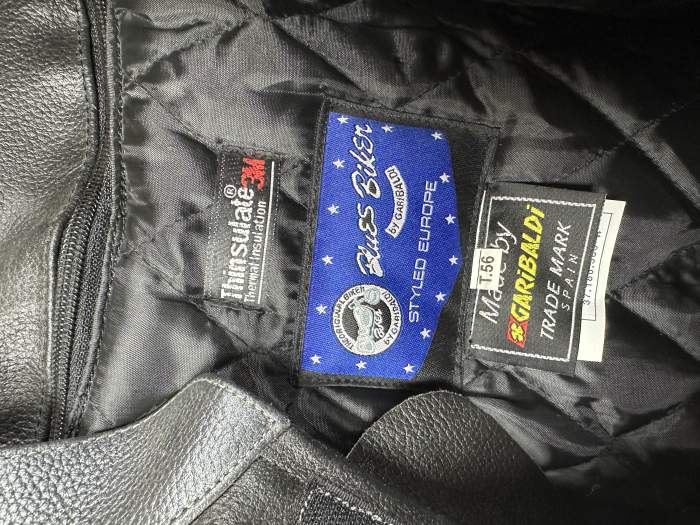 Thinsulate®
3M
Thermal Insulation
BluES BikEr
by GARIBALDI
STYLED EUROPE
Made by
T.56
GARiBALDi
TRADE MARK
SPAIN